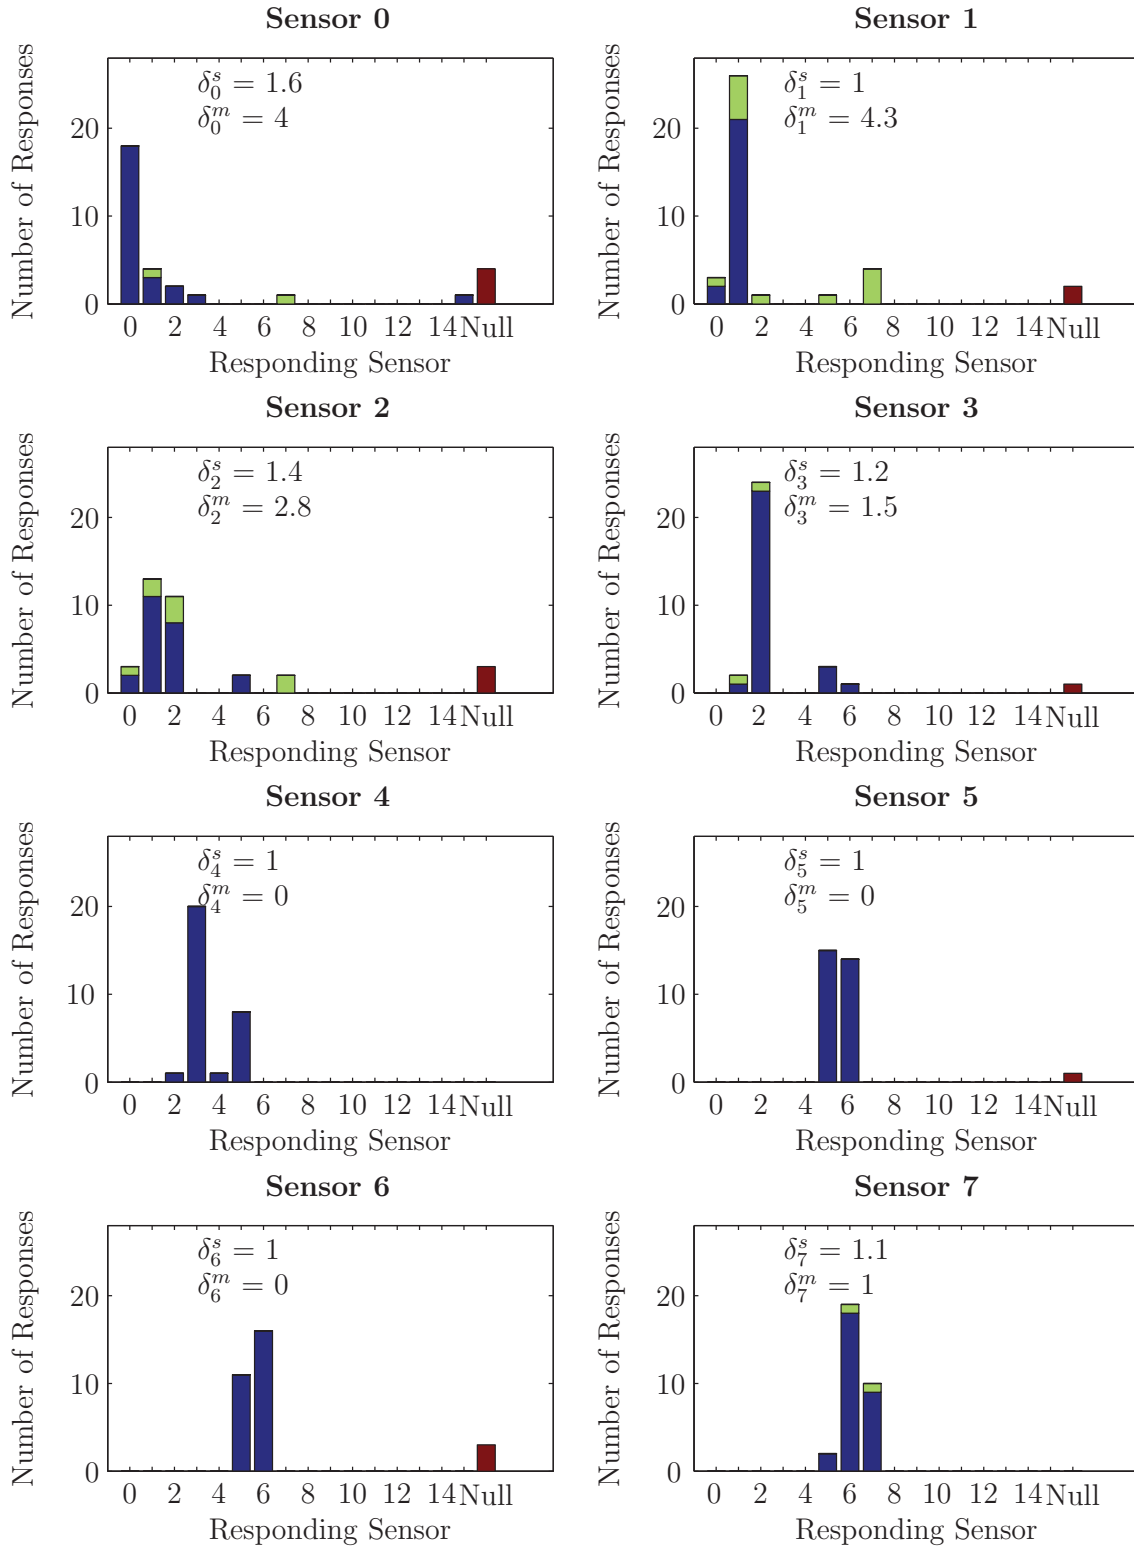 Sensor 0
Number of Responses
δ₀ˢ = 1.6
δ₀ᵐ = 4
20
10
0
0 2 4 6 8 10 12 14 Null
Responding Sensor
Sensor 1
Number of Responses
δ₁ˢ = 1
δ₁ᵐ = 4.3
20
10
0
0 2 4 6 8 10 12 14 Null
Responding Sensor
Sensor 2
Number of Responses
δ₂ˢ = 1.4
δ₂ᵐ = 2.8
20
10
0
0 2 4 6 8 10 12 14 Null
Responding Sensor
Sensor 3
Number of Responses
δ₃ˢ = 1.2
δ₃ᵐ = 1.5
20
10
0
0 2 4 6 8 10 12 14 Null
Responding Sensor
Sensor 4
Number of Responses
δ₄ˢ = 1
δ₄ᵐ = 0
20
10
0
0 2 4 6 8 10 12 14 Null
Responding Sensor
Sensor 5
Number of Responses
δ₅ˢ = 1
δ₅ᵐ = 0
20
10
0
0 2 4 6 8 10 12 14 Null
Responding Sensor
Sensor 6
Number of Responses
δ₆ˢ = 1
δ₆ᵐ = 0
20
10
0
0 2 4 6 8 10 12 14 Null
Responding Sensor
Sensor 7
Number of Responses
δ₇ˢ = 1.1
δ₇ᵐ = 1
20
10
0
0 2 4 6 8 10 12 14 Null
Responding Sensor